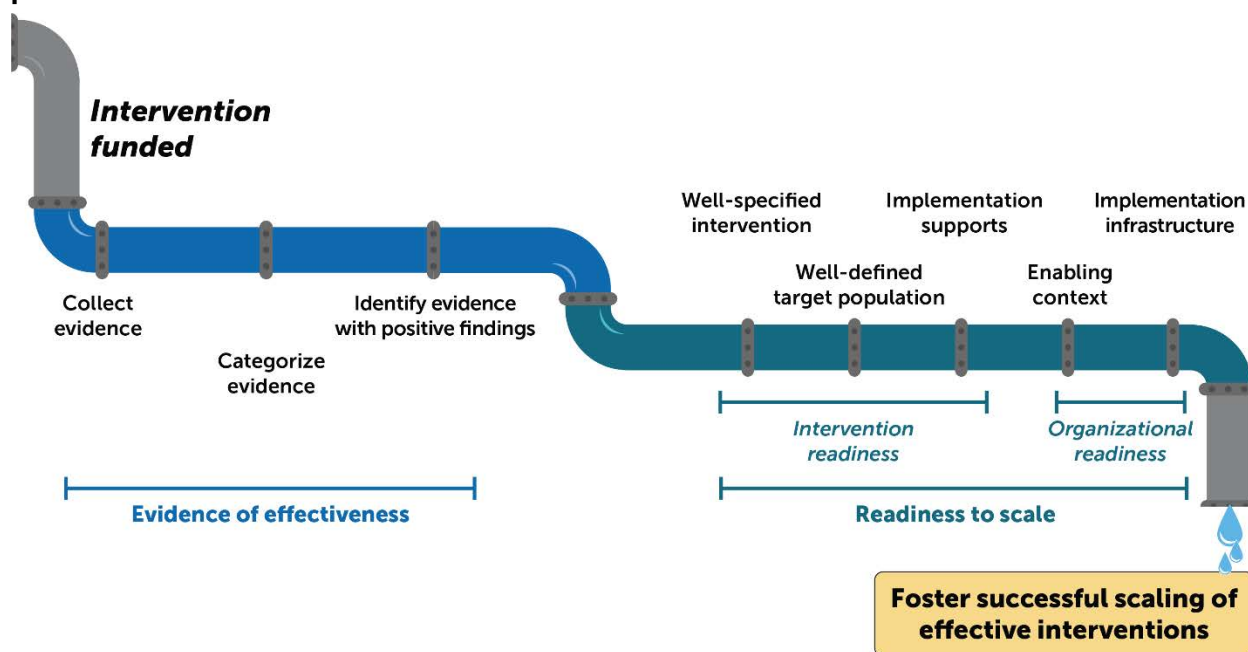 Intervention
funded
Collect
evidence
Categorize
evidence
Identify evidence
with positive findings
Evidence of effectiveness
Well-specified
intervention
Well-defined
target population
Implementation
supports
Enabling
context
Implementation
infrastructure
Intervention
readiness
Organizational
readiness
Readiness to scale
Foster successful scaling of
effective interventions